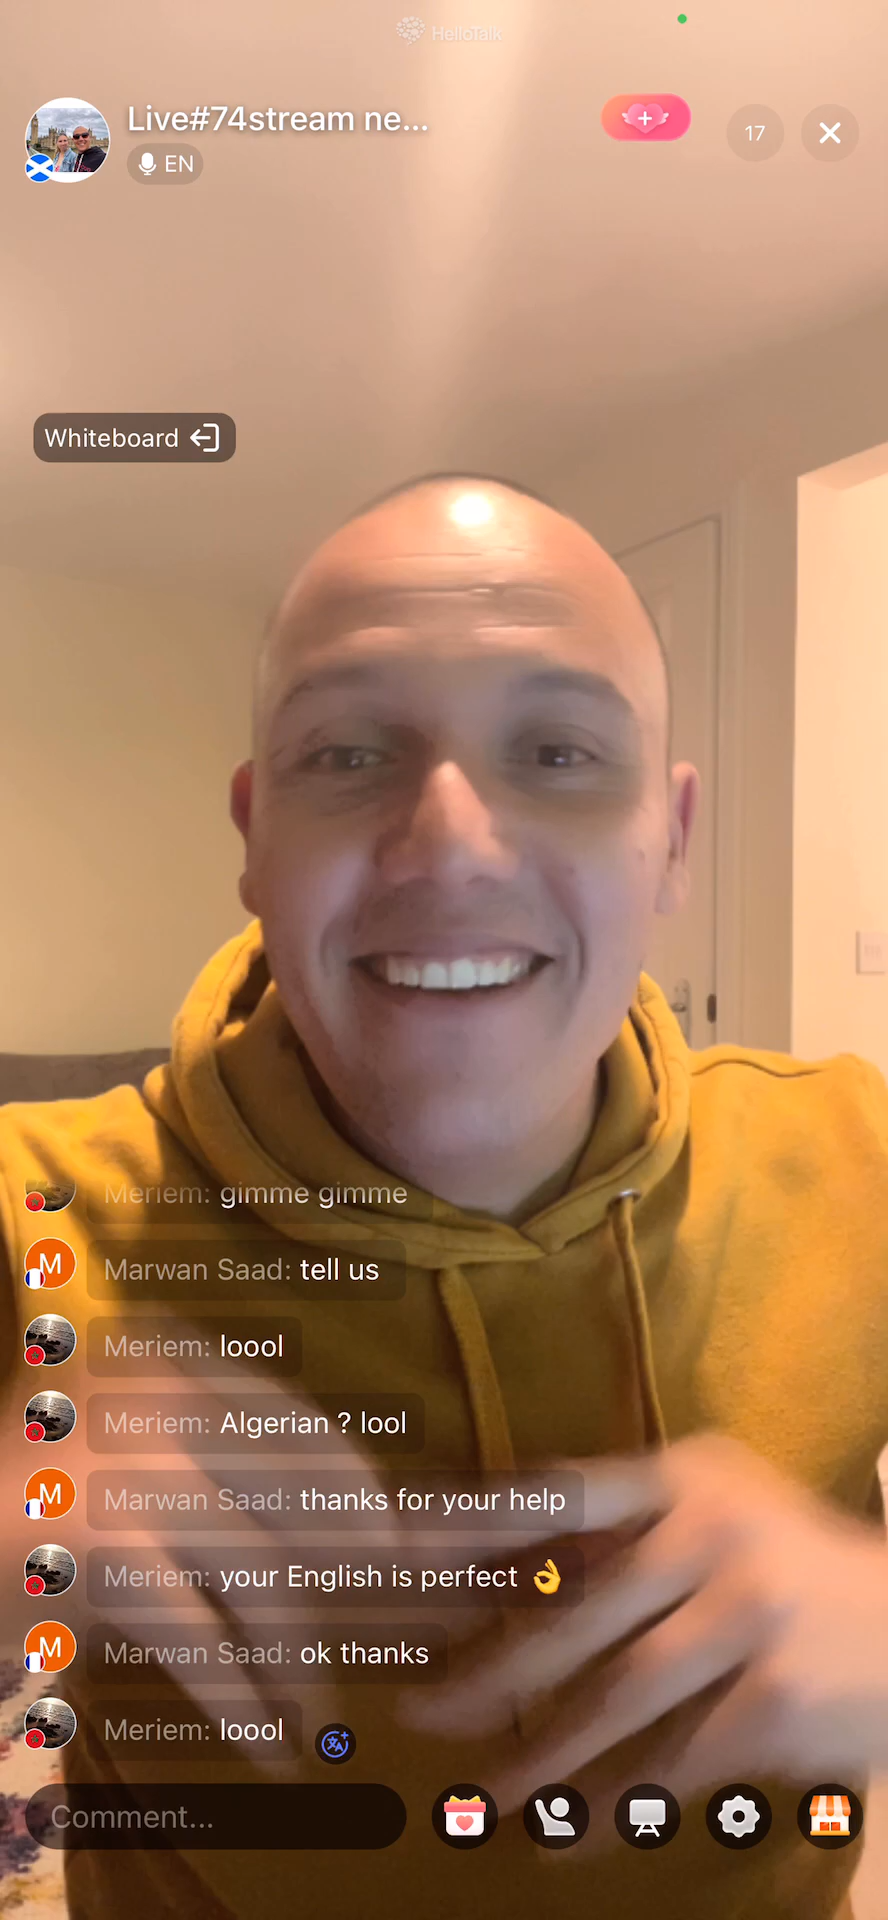 HelloTalk
Live#74stream ne...
17
EN
Whiteboard
Meriem: gimme gimme
Marwan Saad: tell us
M
Meriem: loool
Meriem: Algerian ? lool
Marwan Saad: thanks for your help
M
Meriem: your English is perfect 👌
Marwan Saad: ok thanks
M
Meriem: loool
Comment...